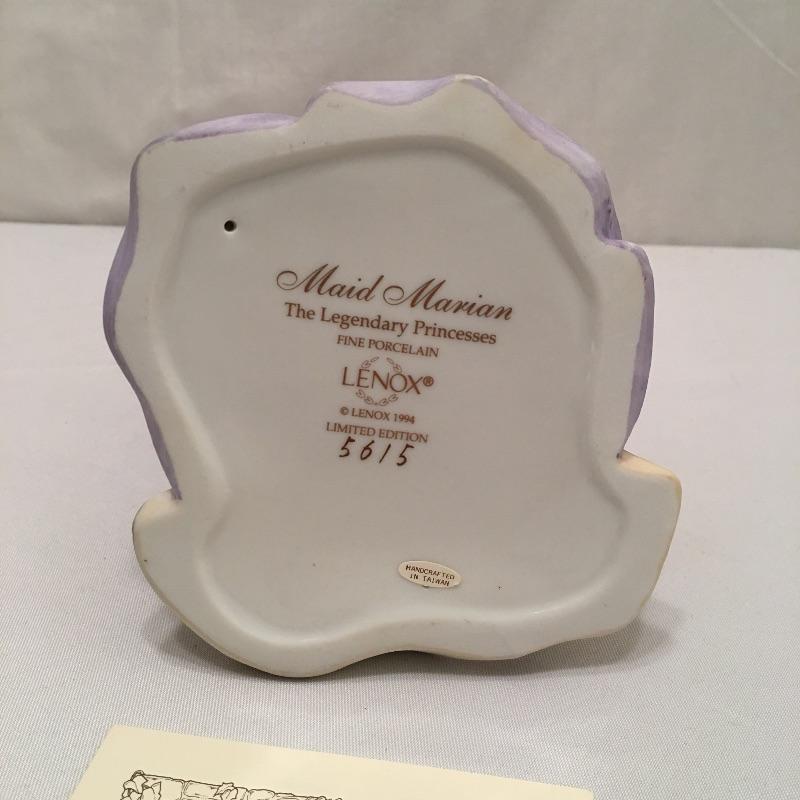 Maid Marian
The Legendary Princesses
FINE PORCELAIN
LENOX®
© LENOX 1994
LIMITED EDITION
5615
HANDCRAFTED
IN TAIWAN